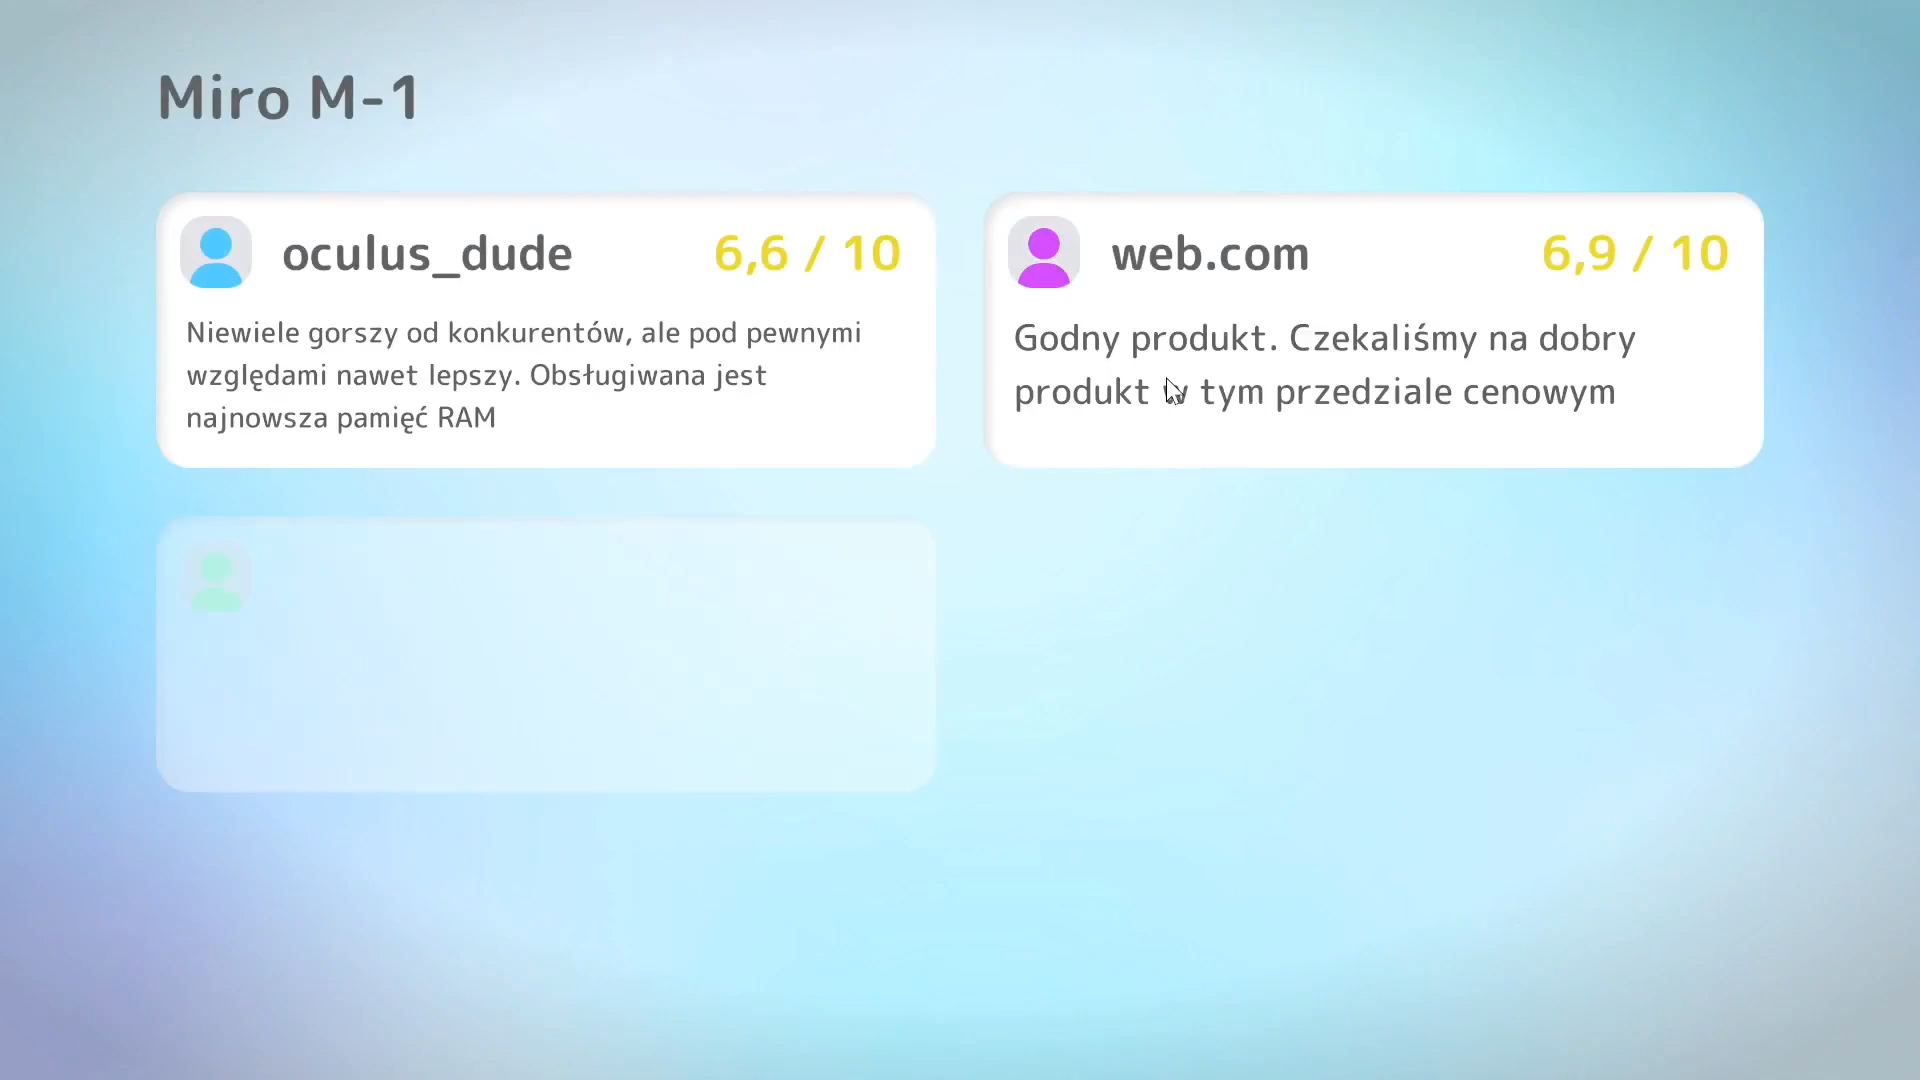 Miro M-1
oculus_dude
6,6 / 10
Niewiele gorszy od konkurentów, ale pod pewnymi
względami nawet lepszy. Obsługiwana jest
najnowsza pamięć RAM
web.com
6,9 / 10
Godny produkt. Czekaliśmy na dobry
produkt w tym przedziale cenowym